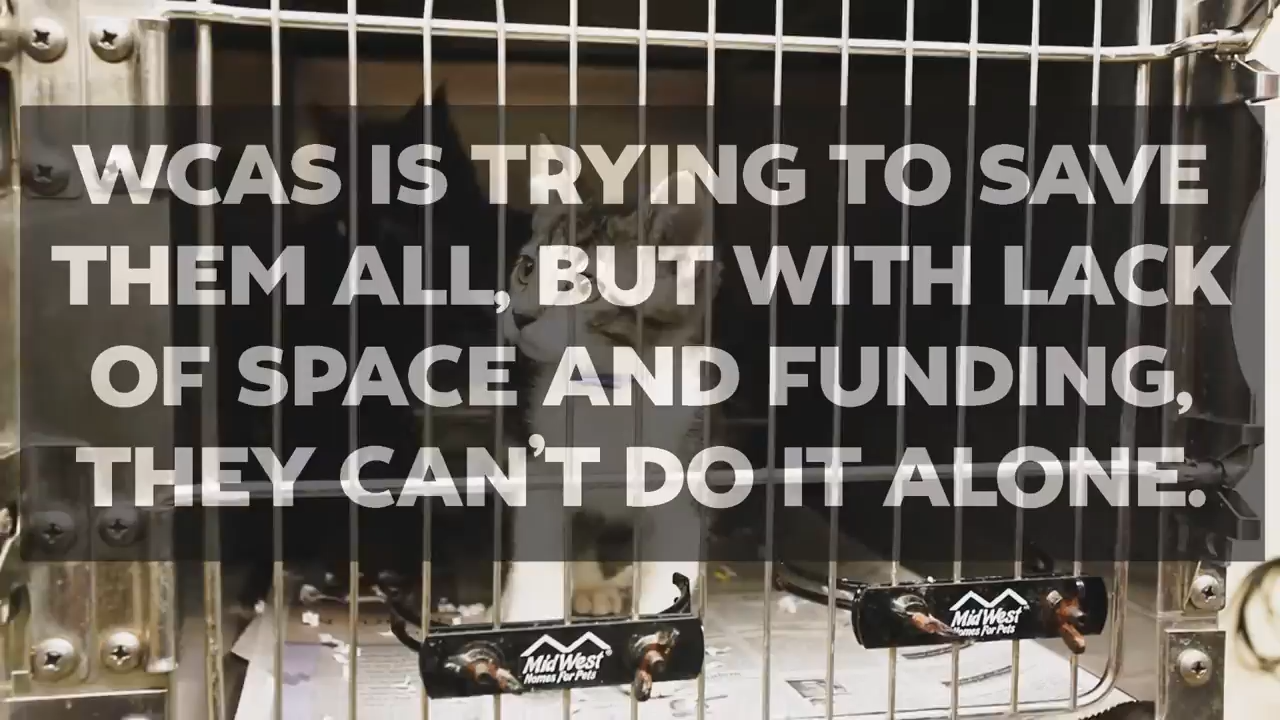 WCAS IS TRYING TO SAVE
THEM ALL, BUT WITH LACK
OF SPACE AND FUNDING,
THEY CAN'T DO IT ALONE.
MidWest
Homes For Pets
MidWest
Homes For Pets